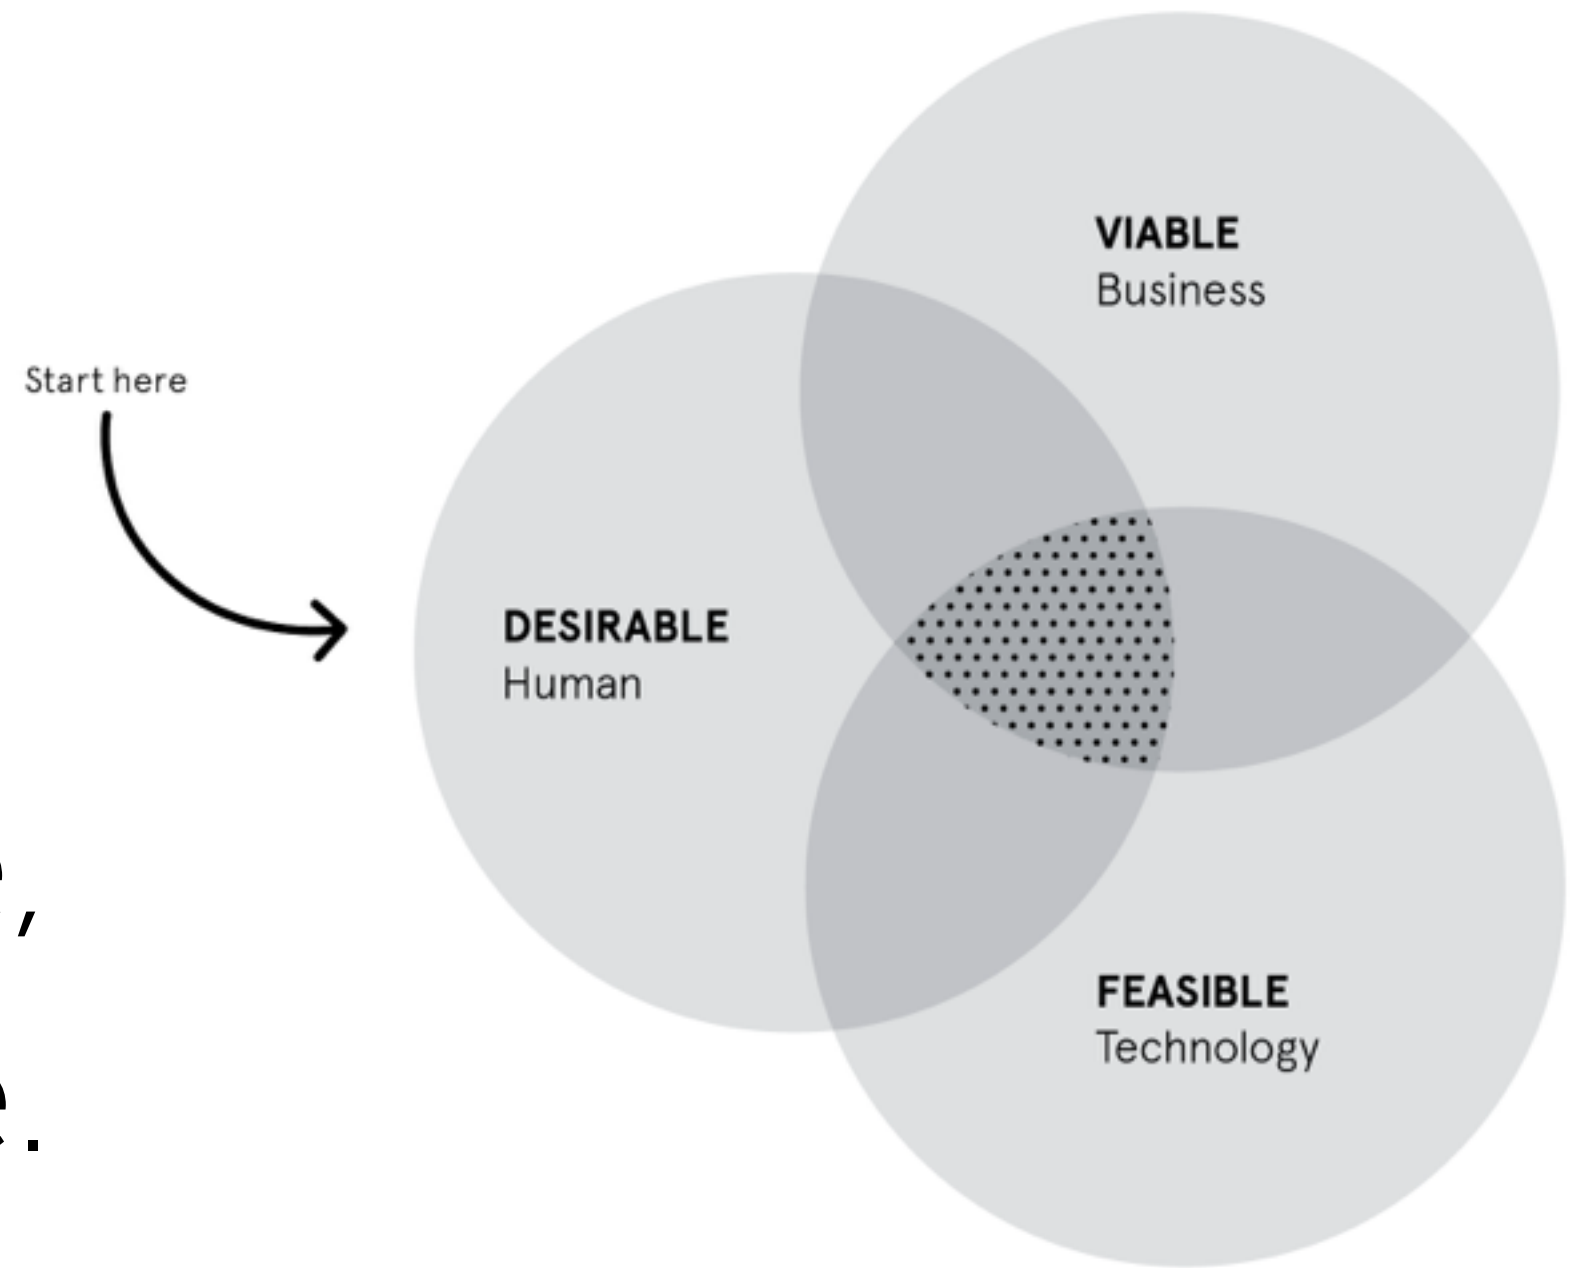 VIABLE
Business
Start here
DESIRABLE
Human
e,
FEASIBLE
Technology
e.